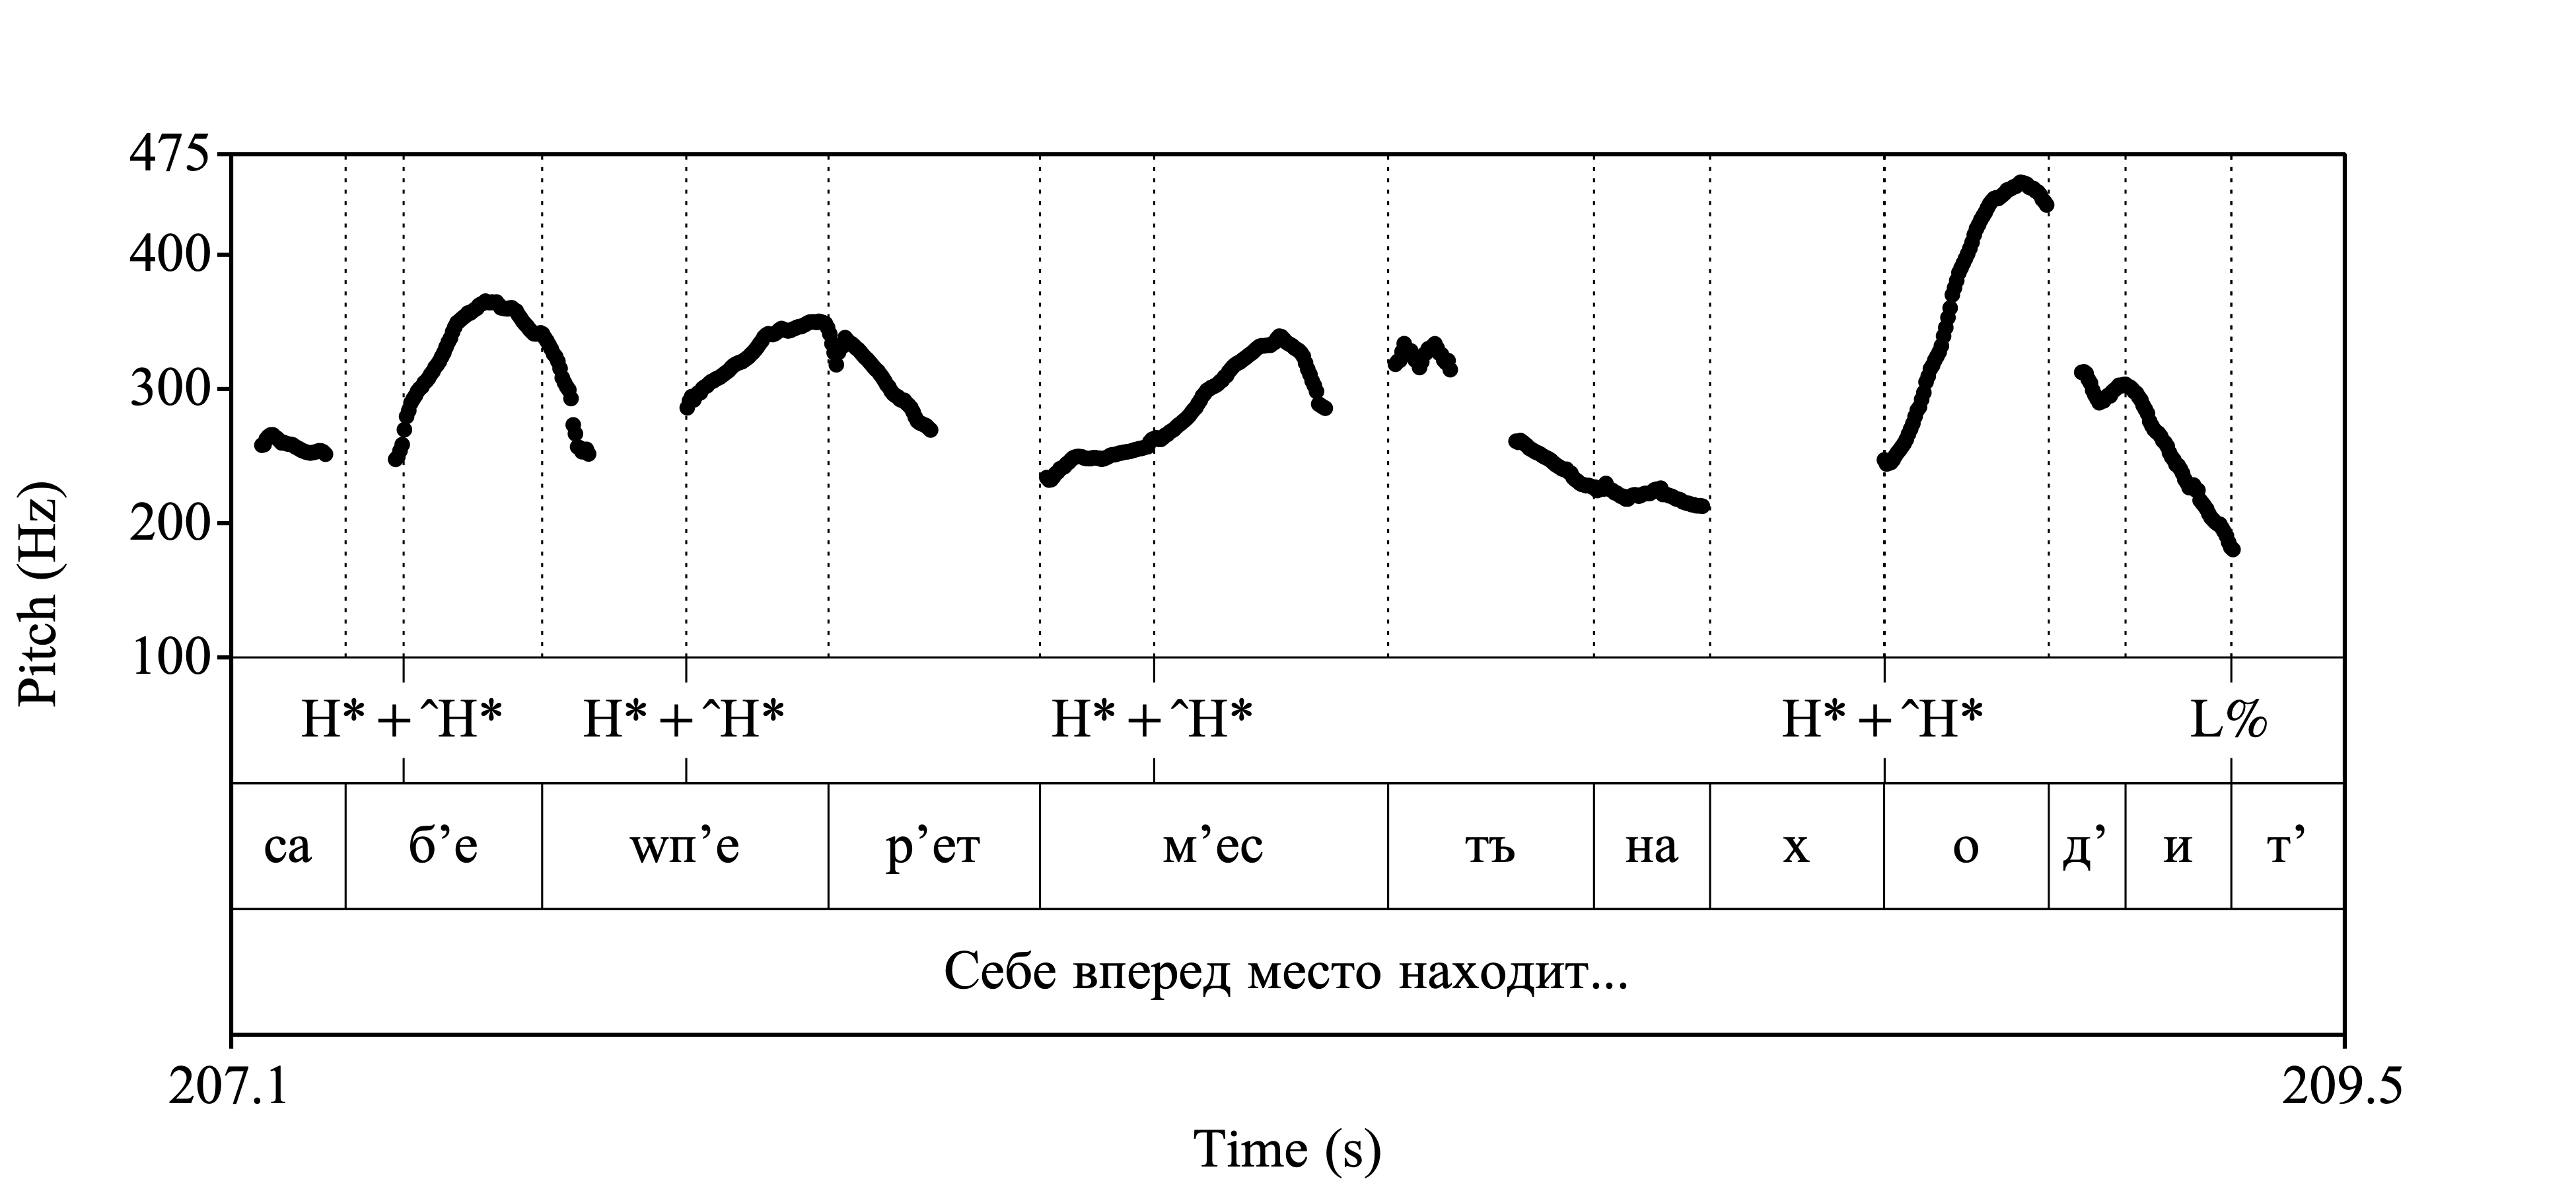 475
400
300
200
100
Pitch (Hz)
H* + ^H* H* + ^H* H* + ^H* H* + ^H* L%
са б’е wп’е р’ет м’ес тъ на х о д’ и т’
Себе вперед место находит...
207.1 209.5
Time (s)